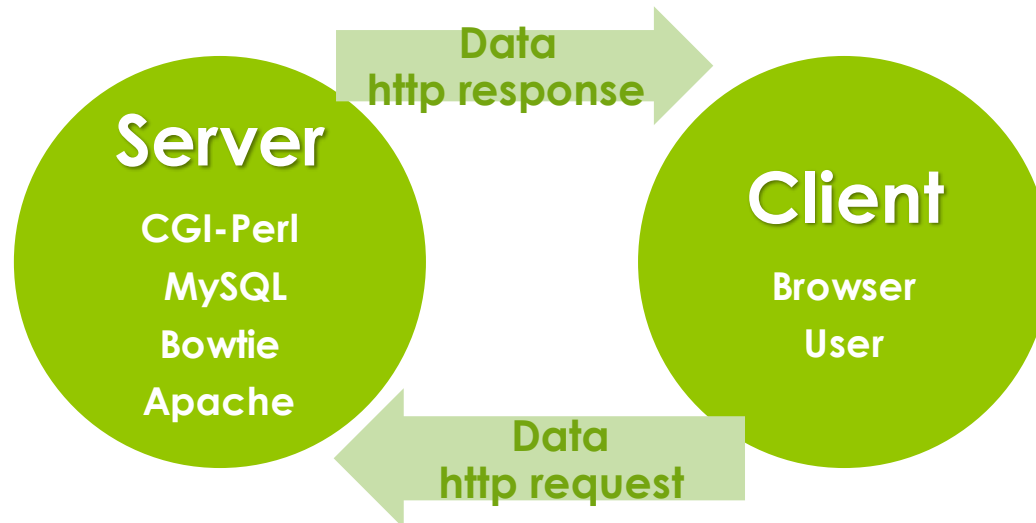 Data
http response
Server
CGI-Perl
MySQL
Bowtie
Apache
Client
Browser
User
Data
http request